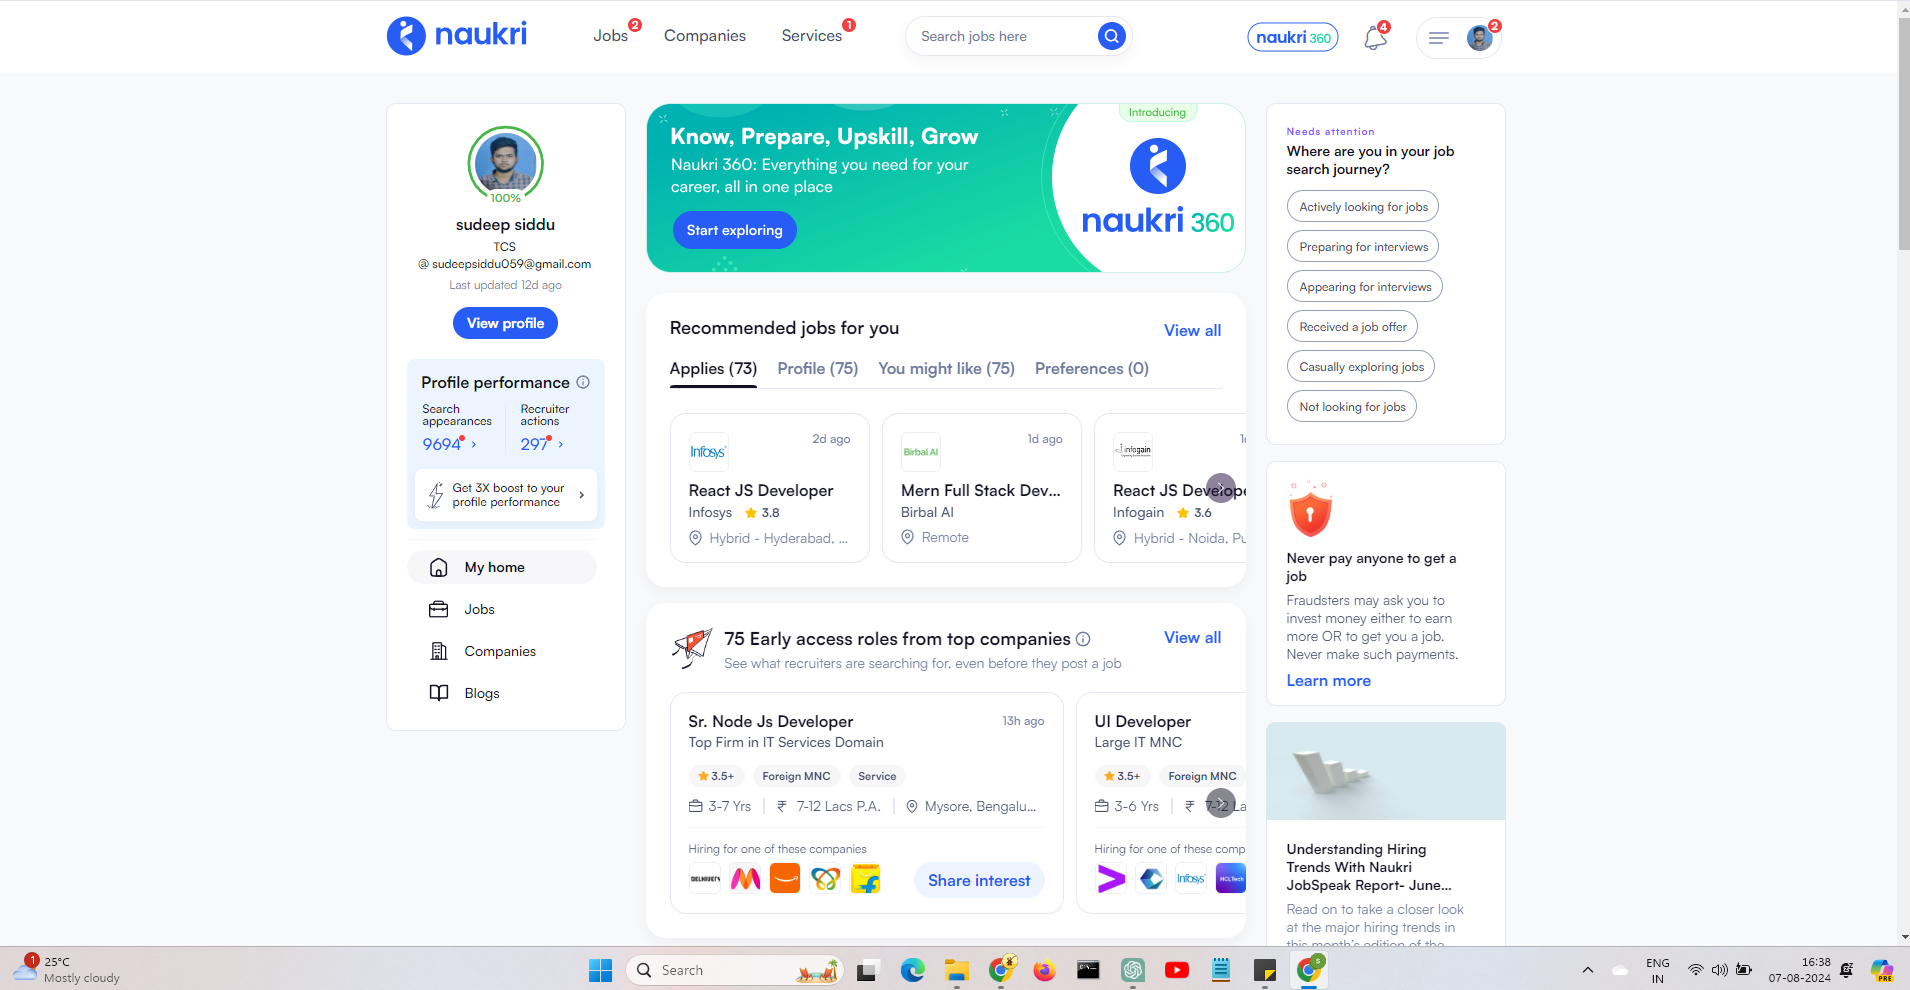 naukri
Jobs
2
Companies
Services
1
Search jobs here
naukri 360
4
2
100%
sudeep siddu
TCS
@ sudeepsiddu059@gmail.com
Last updated 12d ago
View profile
Profile performance
Search
appearances
9694
Recruiter
actions
297
Get 3X boost to your
profile performance
My home
Jobs
Companies
Blogs
Know, Prepare, Upskill, Grow
Naukri 360: Everything you need for your
career, all in one place
Start exploring
Introducing
naukri 360
Recommended jobs for you
View all
Applies (73)
Profile (75)
You might like (75)
Preferences (0)
Infosys
2d ago
React JS Developer
Infosys
3.8
Hybrid - Hyderabad, ...
Birbal AI
1d ago
Mern Full Stack Dev...
Birbal AI
Remote
infogain
React JS Develope
Infogain
3.6
Hybrid - Noida, Pu
75 Early access roles from top companies
View all
See what recruiters are searching for, even before they post a job
Sr. Node Js Developer
13h ago
Top Firm in IT Services Domain
3.5+
Foreign MNC
Service
3-7 Yrs
₹ 7-12 Lacs P.A.
Mysore, Bengalu...
Hiring for one of these companies
DELHIVERY
Share interest
UI Developer
Large IT MNC
3.5+
Foreign MNC
3-6 Yrs
₹ 7-12 La
Hiring for one of these comp
Infosys
HCLTech
Needs attention
Where are you in your job
search journey?
Actively looking for jobs
Preparing for interviews
Appearing for interviews
Received a job offer
Casually exploring jobs
Not looking for jobs
Never pay anyone to get a
job
Fraudsters may ask you to
invest money either to earn
more OR to get you a job.
Never make such payments.
Learn more
Understanding Hiring
Trends With Naukri
JobSpeak Report- June...
Read on to take a closer look
at the major hiring trends in
this month's edition of the
1
25°C
Mostly cloudy
Search
ENG
IN
16:38
07-08-2024
PRE